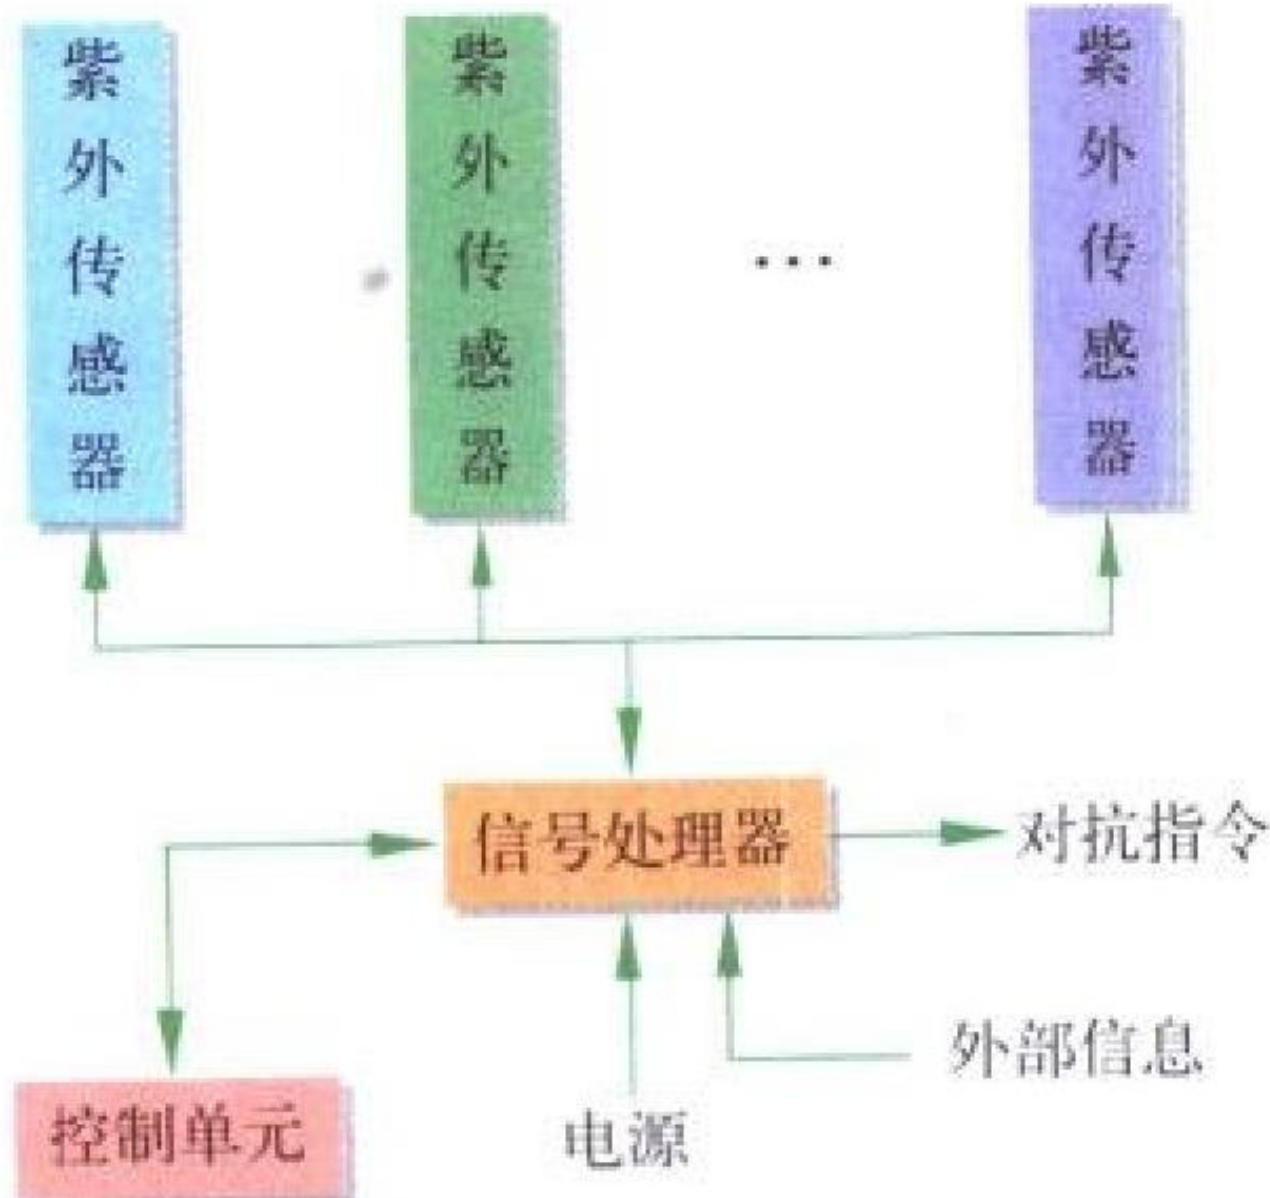 紫外传感器
紫外传感器
...
紫外传感器
信号处理器
对抗指令
外部信息
控制单元
电源